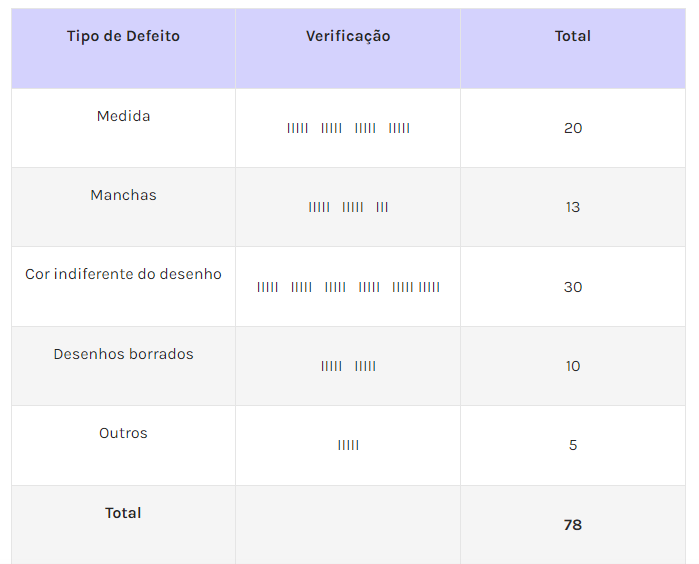 Tipo de Defeito Verificação Total
Medida IIIII IIIII IIIII IIIII 20
Manchas IIIII IIIII III 13
Cor indiferente do desenho IIIII IIIII IIIII IIIII IIIII IIIII 30
Desenhos borrados IIIII IIIII 10
Outros IIIII 5
Total 78